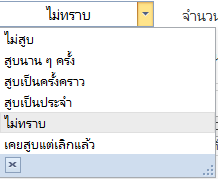 ไม่ทราบ จำนวน
ไม่สูบ
สูบนาน ๆ ครั้ง
สูบเป็นครั้งคราว
สูบเป็นประจำ
ไม่ทราบ
เคยสูบแต่เลิกแล้ว